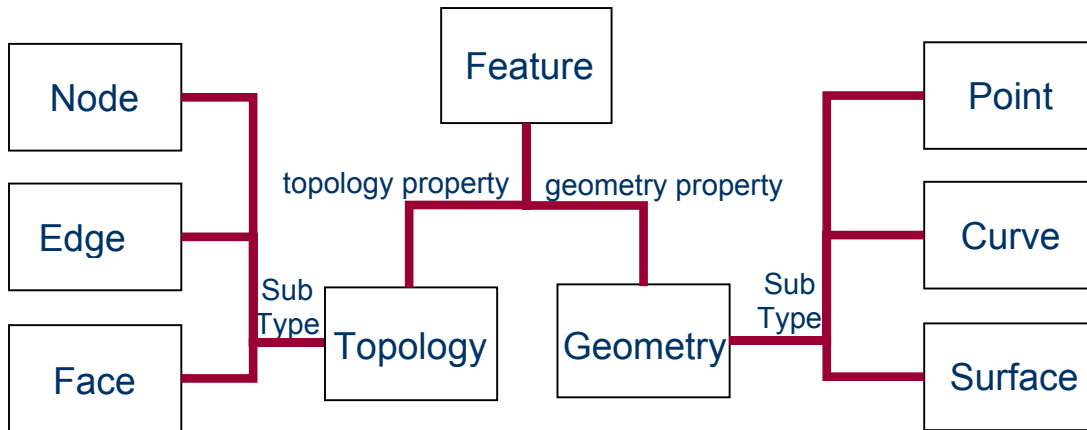 Feature
Node
Point
topology property
geometry property
Edge
Curve
Sub
Type
Sub
Type
Topology
Geometry
Face
Surface